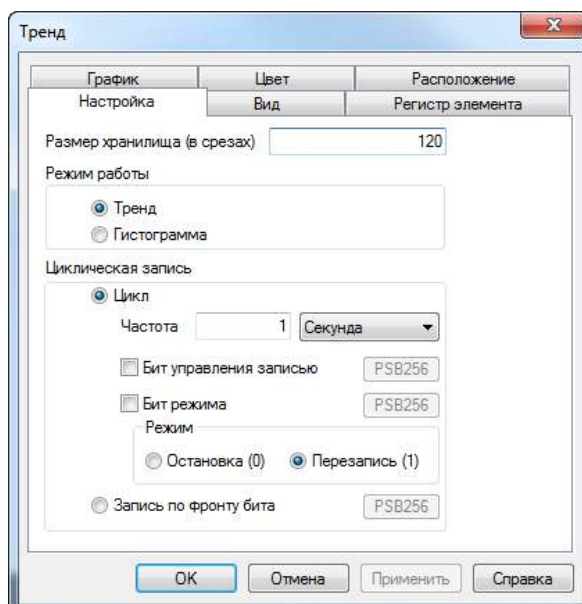 Тренд
График Цвет Расположение
Настройка Вид Регистр элемента
Размер хранилища (в срезах) 120
Режим работы
Тренд
Гистограмма
Циклическая запись
Цикл
Частота 1 Секунда
Бит управления записью PSB256
Бит режима PSB256
Режим
Остановка (0) Перезапись (1)
Запись по фронту бита PSB256
OK Отмена Применить Справка